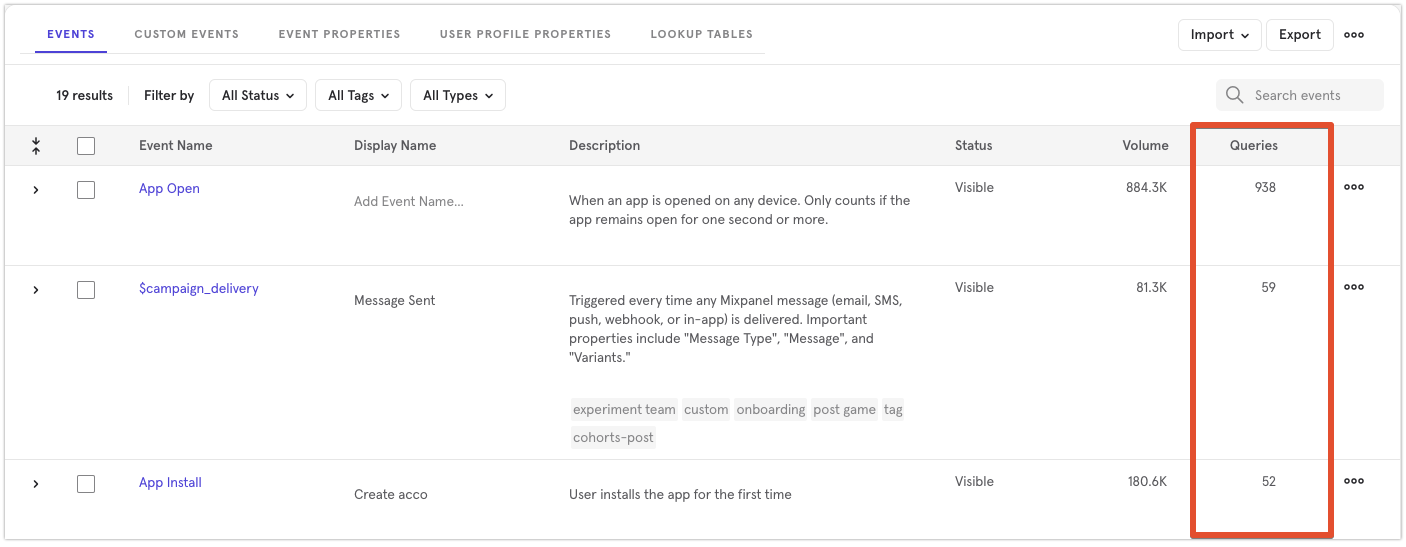 EVENTS CUSTOM EVENTS EVENT PROPERTIES USER PROFILE PROPERTIES LOOKUP TABLES Import Export
19 results Filter by All Status All Tags All Types Search events
Event Name Display Name Description Status Volume Queries
App Open Visible 884.3K 938
Add Event Name... When an app is opened on any device. Only counts if the
app remains open for one second or more.
$campaign_delivery Visible 81.3K 59
Message Sent Triggered every time any Mixpanel message (email, SMS,
push, webhook, or in-app) is delivered. Important
properties include "Message Type", "Message", and
"Variants."
experiment team custom onboarding post game tag
cohorts-post
App Install Visible 180.6K 52
Create acco User installs the app for the first time